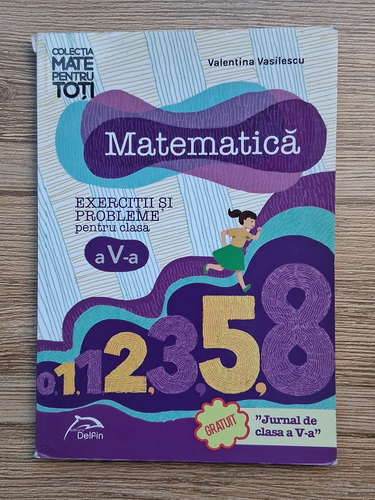 COLECȚIA
MATE
PENTRU
TOȚI
Valentina Vasilescu
Matematică
EXERCIȚII ȘI
PROBLEME
pentru clasa
a V-a
0,1,1,2,3,5,8
GRATUIT
"Jurnal de
clasa a V-a"
DelPin